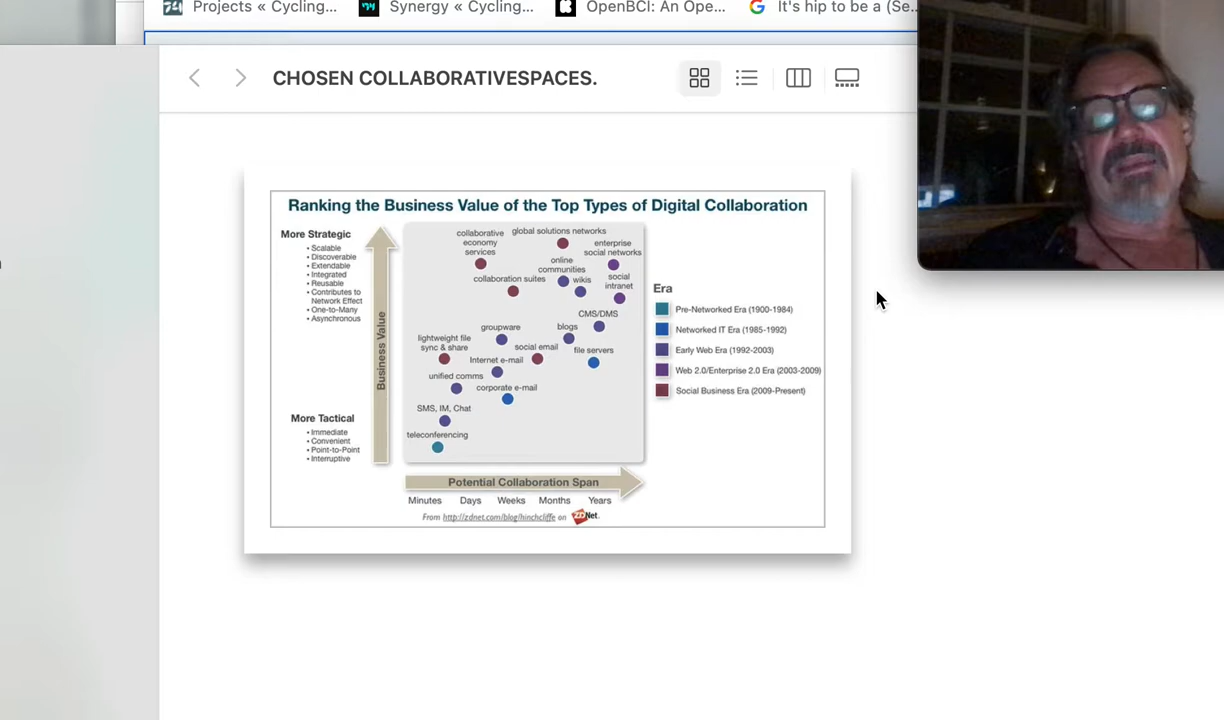 Projects « Cycling...
Synergy « Cycling...
OpenBCI: An Ope...
It's hip to be a (Se...
CHOSEN COLLABORATIVESPACES.
Ranking the Business Value of the Top Types of Digital Collaboration
More Strategic
• Scalable
• Discoverable
• Extendable
• Integrated
• Reusable
• Contributes to
Network Effect
• One-to-Many
• Asynchronous
More Tactical
• Immediate
• Convenient
• Point-to-Point
• Interruptive
Business Value
collaborative
economy
services
global solutions networks
enterprise
social networks
online
communities
wikis
social
intranet
collaboration suites
CMS/DMS
groupware
blogs
lightweight file
sync & share
social email
file servers
Internet e-mail
unified comms
corporate e-mail
SMS, IM, Chat
teleconferencing
Era
Pre-Networked Era (1900-1984)
Networked IT Era (1985-1992)
Early Web Era (1992-2003)
Web 2.0/Enterprise 2.0 Era (2003-2009)
Social Business Era (2009-Present)
Potential Collaboration Span
Minutes Days Weeks Months Years
From http://zdnet.com/blog/hinchcliffe on ZDNet.